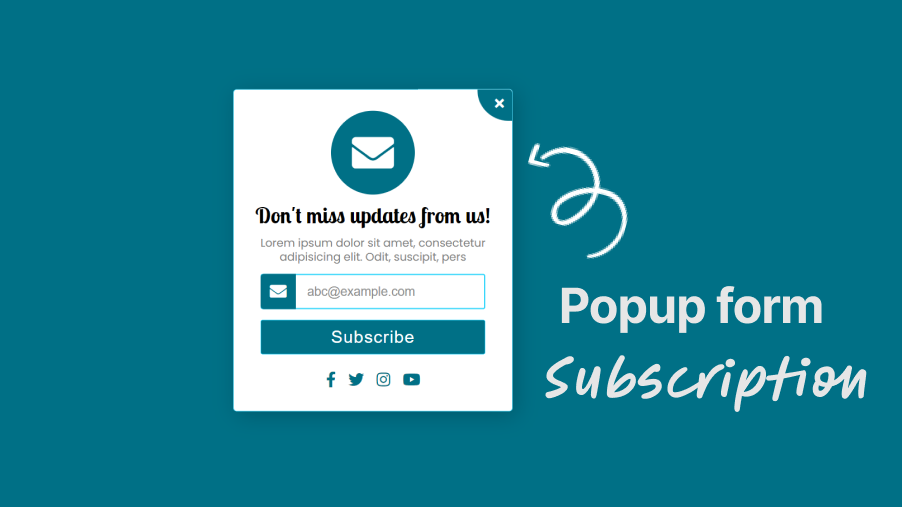 Don't miss updates from us!
Lorem ipsum dolor sit amet, consectetur
adipisicing elit. Odit, suscipit, pers
abc@example.com
Subscribe
Popup form
Subscription